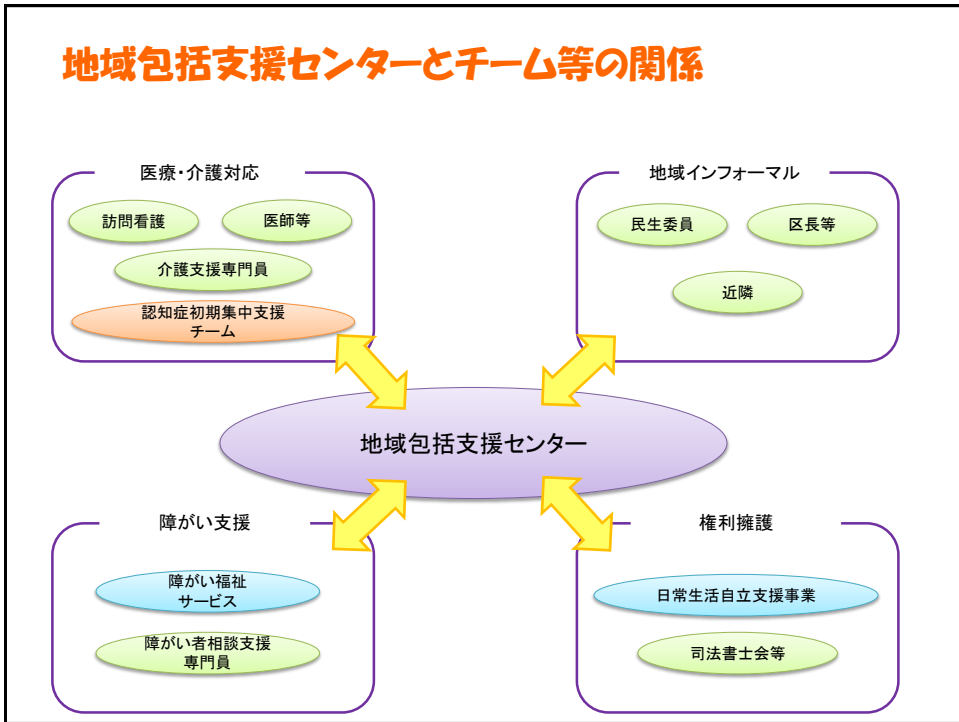 地域包括支援センターとチーム等の関係
医療・介護対応
訪問看護
医師等
介護支援専門員
認知症初期集中支援
チーム
地域インフォーマル
民生委員
区長等
近隣
地域包括支援センター
障がい支援
障がい福祉
サービス
障がい者相談支援
専門員
権利擁護
日常生活自立支援事業
司法書士会等